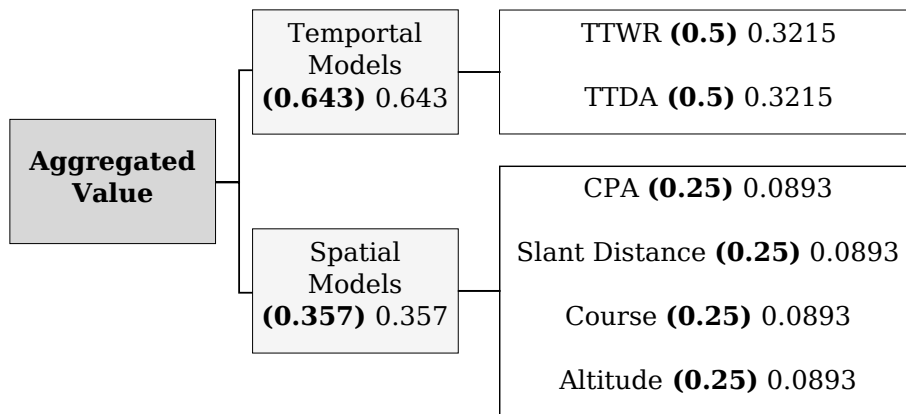 Aggregated
Value
Temportal
Models
(0.643) 0.643
TTWR (0.5) 0.3215
TTDA (0.5) 0.3215
Spatial
Models
(0.357) 0.357
CPA (0.25) 0.0893
Slant Distance (0.25) 0.0893
Course (0.25) 0.0893
Altitude (0.25) 0.0893